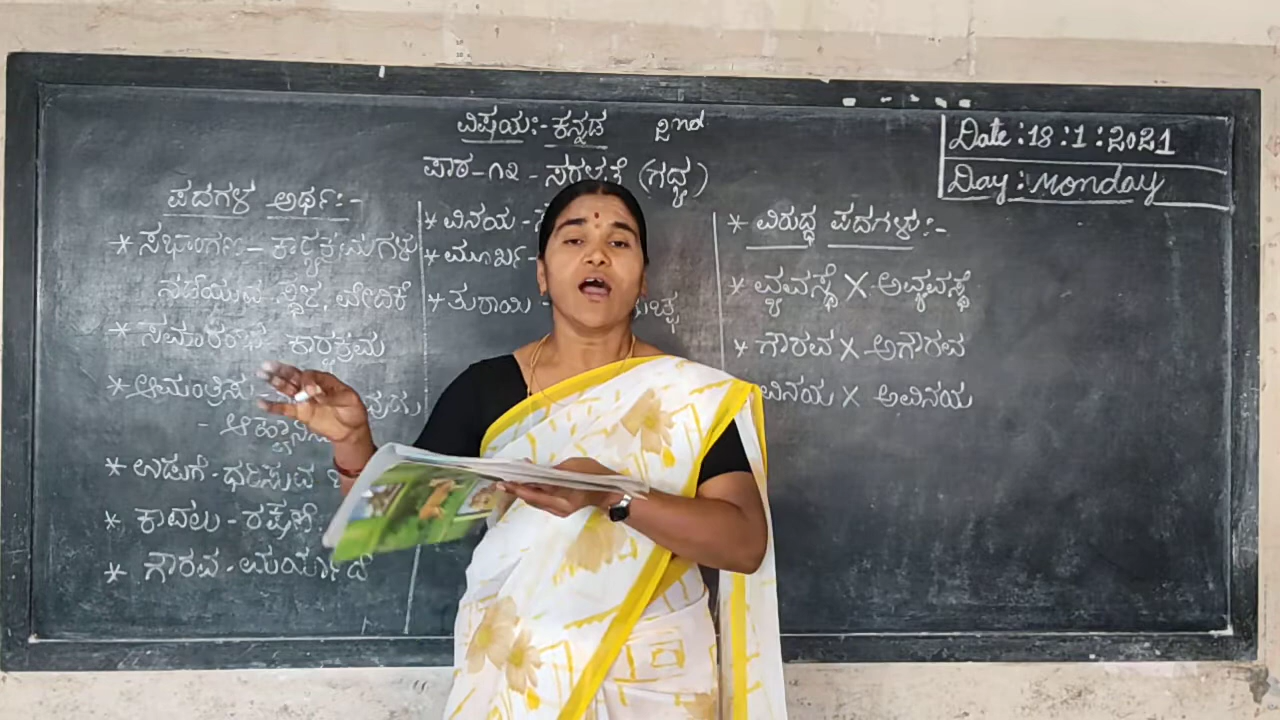 ವಿಷಯ:- ಕನ್ನಡ 2nd
ಪಾಠ-೧೩ - ಸರಳತೆ (ಗದ್ಯ)
Date:18:1:2021
Day:Monday
ಪದಗಳ ಅರ್ಥ:-
* ಸಭಾಂಗಣ - ಕಾರ್ಯಕ್ರಮಗಳು
ನಡೆಯುವ ಸ್ಥಳ, ವೇದಿಕೆ
* ಸಮಾರಂಭ - ಕಾರ್ಯಕ್ರಮ
* ಆಮಂತ್ರಿಸು
* ಉಡುಗೆ - ಧರಿಸುವ
* ಕಾವಲು - ರಕ್ಷಣೆ
* ಗೌರವ - ಮರ್ಯಾದೆ
* ವಿನಯ -
* ಮೂರ್ಖ -
* ತುರಾಯಿ -
* ವಿರುದ್ಧ ಪದಗಳು:-
* ವ್ಯವಸ್ಥೆ X ಅವ್ಯವಸ್ಥೆ
* ಗೌರವ X ಅಗೌರವ
ವಿನಯ X ಅವಿನಯ